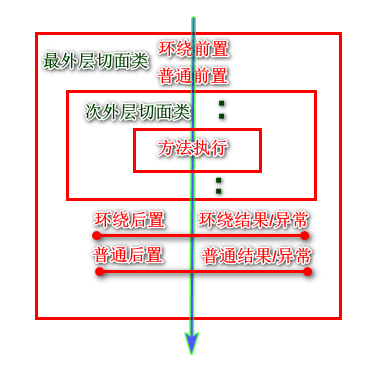 环绕前置
最外层切面类
普通前置
次外层切面类
方法执行
环绕后置 环绕结果/异常
普通后置 普通结果/异常